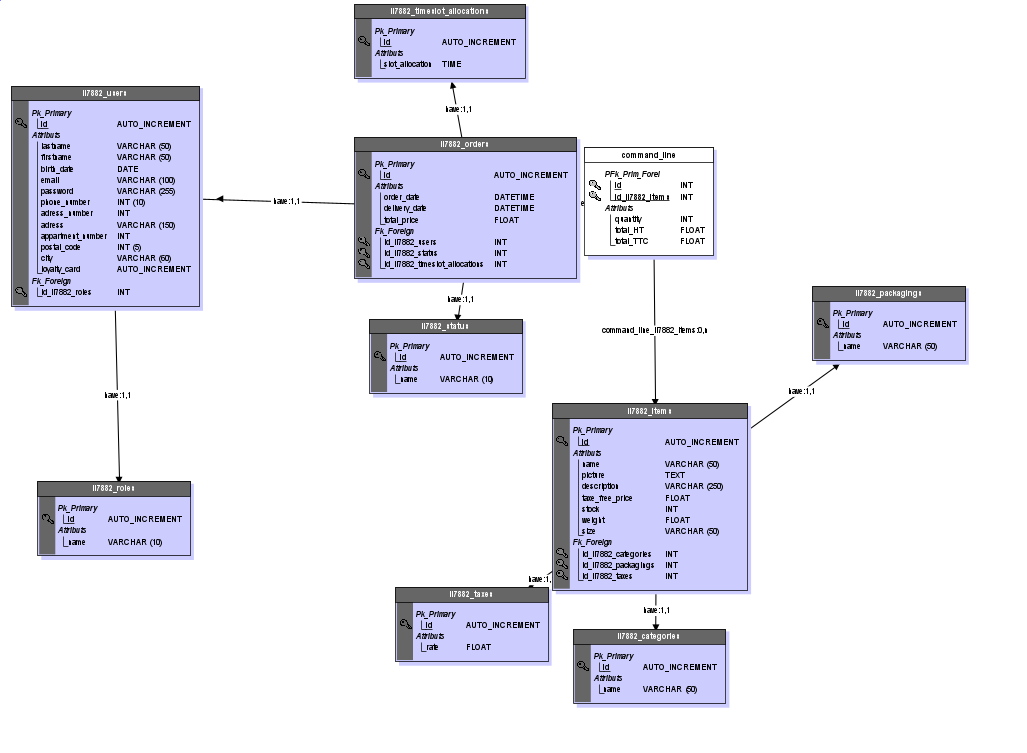 ll7882_timeslot_allocations
Pk_Primary
id AUTO_INCREMENT
Attributs
slot_allocation TIME
have:1,1
ll7882_users
Pk_Primary
id AUTO_INCREMENT
Attributs
lastname VARCHAR (50)
firstname VARCHAR (50)
birth_date DATE
email VARCHAR (100)
password VARCHAR (255)
phone_number INT (10)
adress_number INT
adress VARCHAR (150)
appartment_number INT
postal_code INT (5)
city VARCHAR (60)
loyalty_card AUTO_INCREMENT
Fk_Foreign
id_ll7882_roles INT
have:1,1
ll7882_orders
Pk_Primary
id AUTO_INCREMENT
Attributs
order_date DATETIME
delivery_date DATETIME
total_price FLOAT
Fk_Foreign
id_ll7882_users INT
id_ll7882_status INT
id_ll7882_timeslot_allocations INT
command_line
PFk_Prim_Forei
id INT
id_ll7882_items INT
Attributs
quantity INT
total_HT FLOAT
total_TTC FLOAT
have:1,1
ll7882_status
Pk_Primary
id AUTO_INCREMENT
Attributs
name VARCHAR (10)
command_line_ll7882_items:0,n
ll7882_packagings
Pk_Primary
id AUTO_INCREMENT
Attributs
name VARCHAR (50)
have:1,1
have:1,1
ll7882_items
Pk_Primary
id AUTO_INCREMENT
Attributs
name VARCHAR (50)
picture TEXT
description VARCHAR (250)
taxe_free_price FLOAT
stock INT
weight FLOAT
size VARCHAR (50)
Fk_Foreign
id_ll7882_categories INT
id_ll7882_packagings INT
id_ll7882_taxes INT
ll7882_roles
Pk_Primary
id AUTO_INCREMENT
Attributs
name VARCHAR (10)
have:1,
ll7882_taxes
Pk_Primary
id AUTO_INCREMENT
Attributs
rate FLOAT
have:1,1
ll7882_categories
Pk_Primary
id AUTO_INCREMENT
Attributs
name VARCHAR (50)